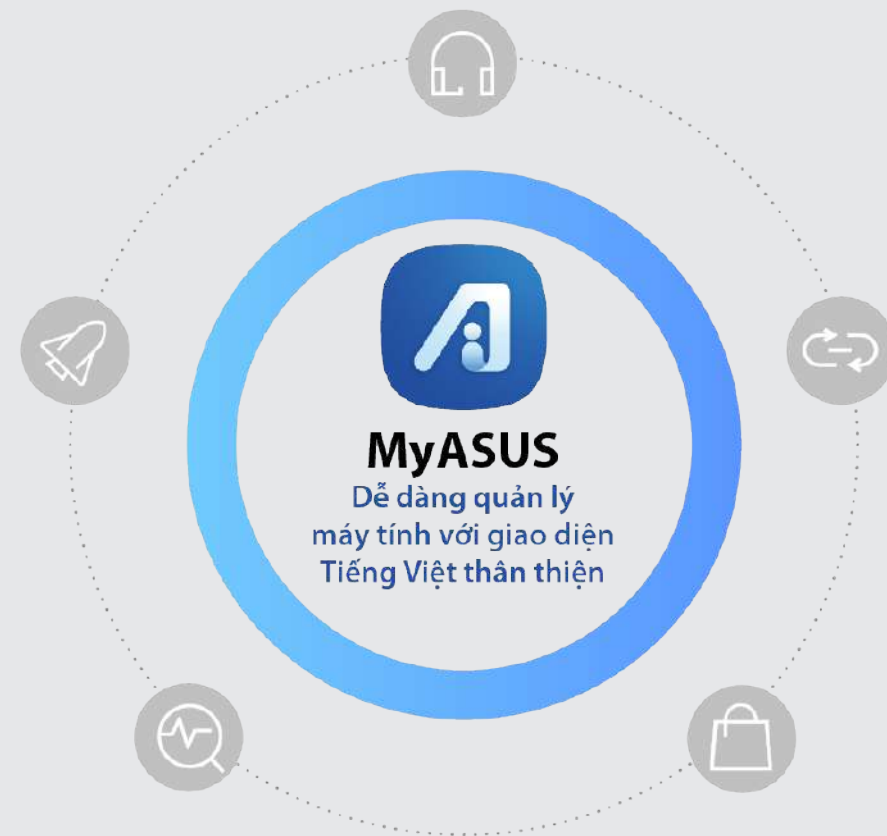 MyASUS
Dễ dàng quản lý
máy tính với giao diện
Tiếng Việt thân thiện